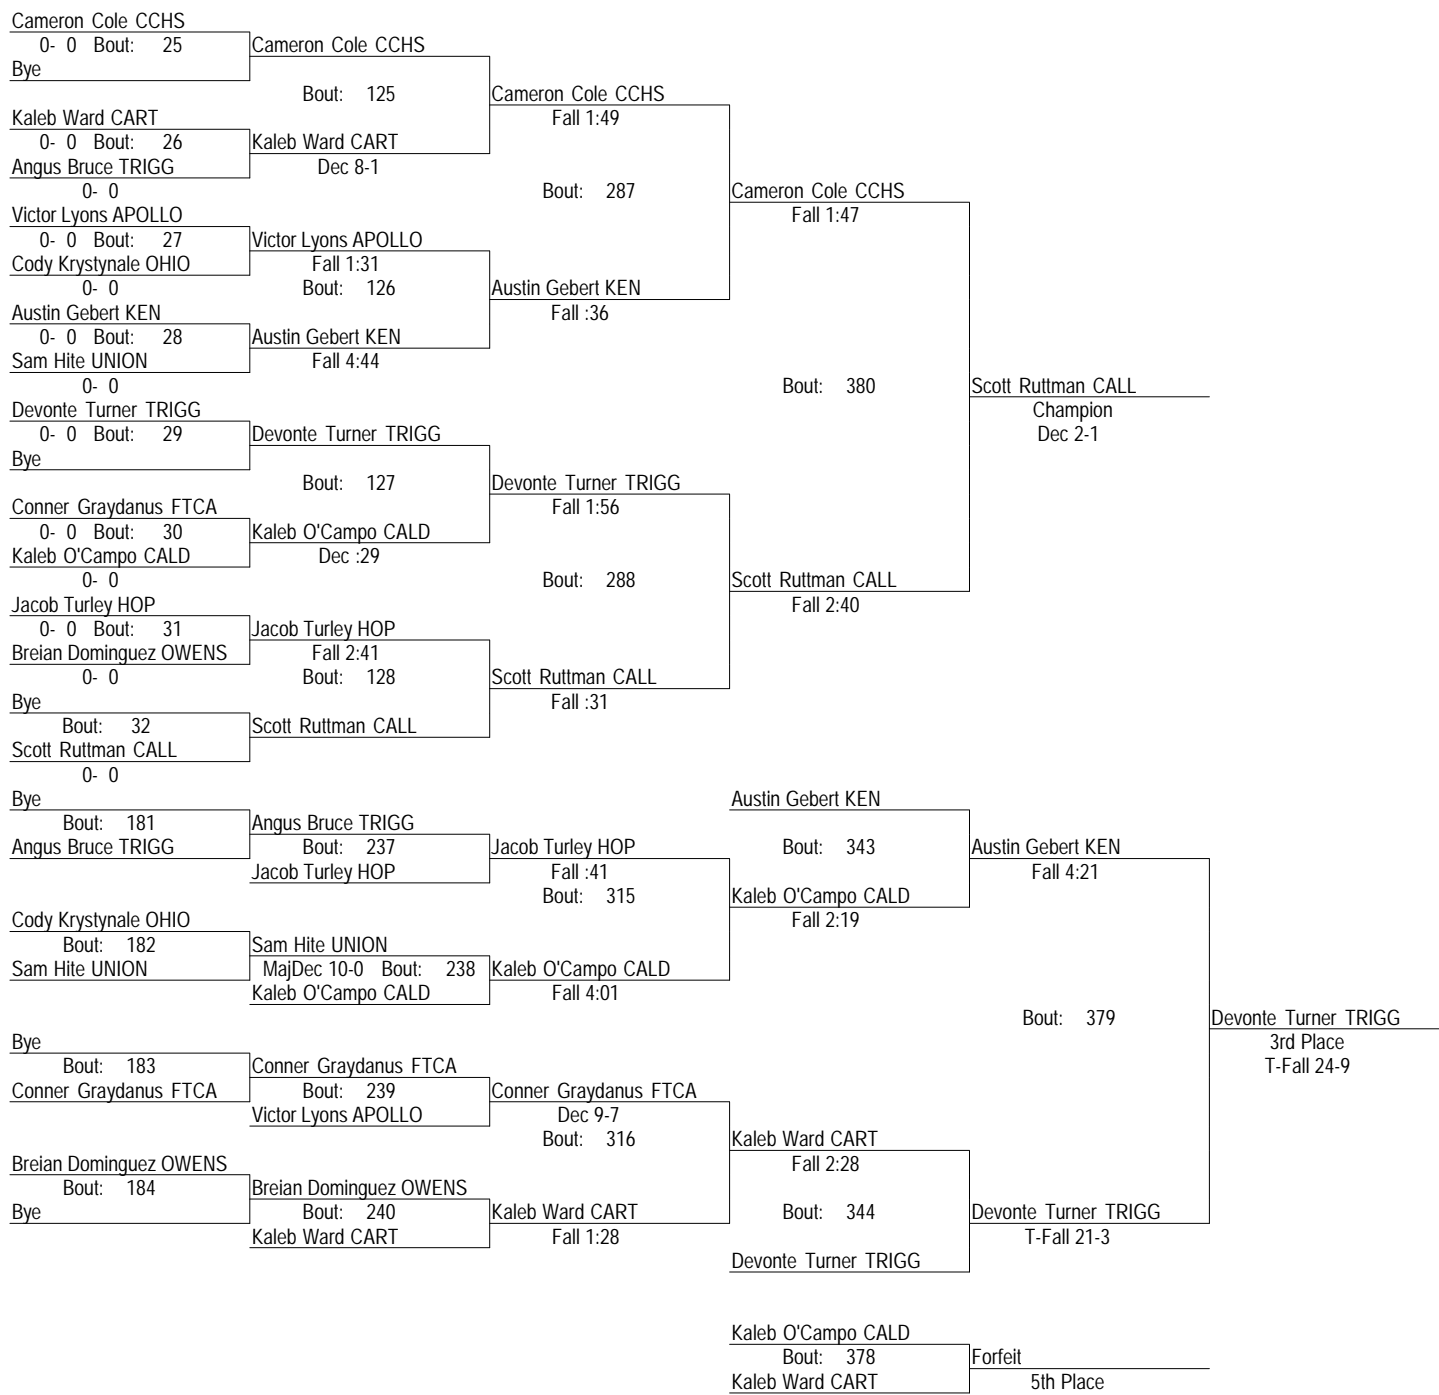 Cameron Cole CCHS
0- 0 Bout: 25
Cameron Cole CCHS
Bye
Bout: 125
Cameron Cole CCHS
Kaleb Ward CART
Fall 1:49
0- 0 Bout: 26
Kaleb Ward CART
Angus Bruce TRIGG
Dec 8-1
0- 0
Bout: 287
Cameron Cole CCHS
Victor Lyons APOLLO
Fall 1:47
0- 0 Bout: 27
Victor Lyons APOLLO
Cody Krystynale OHIO
Fall 1:31
0- 0
Bout: 126
Austin Gebert KEN
Austin Gebert KEN
Fall :36
0- 0 Bout: 28
Austin Gebert KEN
Sam Hite UNION
Fall 4:44
0- 0
Bout: 380
Scott Ruttman CALL
Devonte Turner TRIGG
Champion
0- 0 Bout: 29
Devonte Turner TRIGG
Dec 2-1
Bye
Bout: 127
Devonte Turner TRIGG
Conner Graydanus FTCA
Fall 1:56
0- 0 Bout: 30
Kaleb O'Campo CALD
Kaleb O'Campo CALD
Dec :29
0- 0
Bout: 288
Scott Ruttman CALL
Jacob Turley HOP
Fall 2:40
0- 0 Bout: 31
Jacob Turley HOP
Breian Dominguez OWENS
Fall 2:41
0- 0
Bout: 128
Scott Ruttman CALL
Bye
Fall :31
Bout: 32
Scott Ruttman CALL
Scott Ruttman CALL
0- 0
Bye
Austin Gebert KEN
Bout: 181
Angus Bruce TRIGG
Angus Bruce TRIGG
Bout: 237
Jacob Turley HOP
Bout: 343
Austin Gebert KEN
Jacob Turley HOP
Fall :41
Fall 4:21
Bout: 315
Kaleb O'Campo CALD
Cody Krystynale OHIO
Fall 2:19
Bout: 182
Sam Hite UNION
Sam Hite UNION
MajDec 10-0 Bout: 238
Kaleb O'Campo CALD
Kaleb O'Campo CALD
Fall 4:01
Bout: 379
Devonte Turner TRIGG
Bye
3rd Place
Bout: 183
Conner Graydanus FTCA
T-Fall 24-9
Conner Graydanus FTCA
Bout: 239
Conner Graydanus FTCA
Victor Lyons APOLLO
Dec 9-7
Bout: 316
Kaleb Ward CART
Breian Dominguez OWENS
Fall 2:28
Bout: 184
Breian Dominguez OWENS
Bye
Bout: 240
Kaleb Ward CART
Bout: 344
Devonte Turner TRIGG
Kaleb Ward CART
Fall 1:28
T-Fall 21-3
Devonte Turner TRIGG
Kaleb O'Campo CALD
Bout: 378
Forfeit
Kaleb Ward CART
5th Place